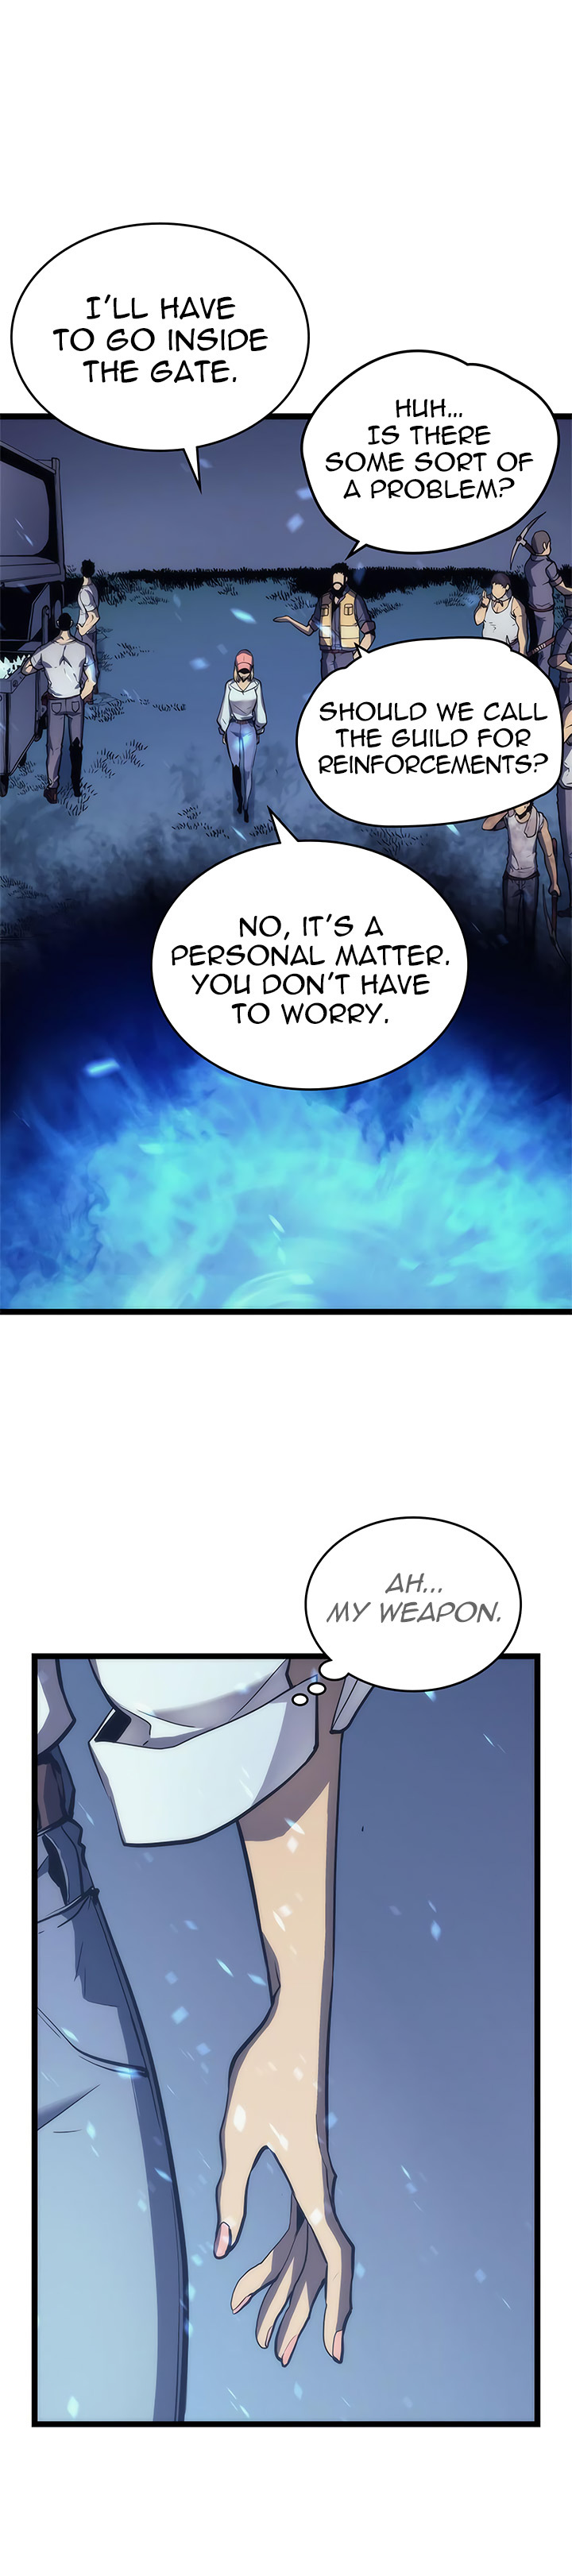 I'LL HAVE
TO GO INSIDE
THE GATE.
HUH...
IS THERE
SOME SORT OF
A PROBLEM?
SHOULD WE CALL
THE GUILD FOR
REINFORCEMENTS?
NO, IT'S A
PERSONAL MATTER.
YOU DON'T HAVE
TO WORRY.
AH...
MY WEAPON.